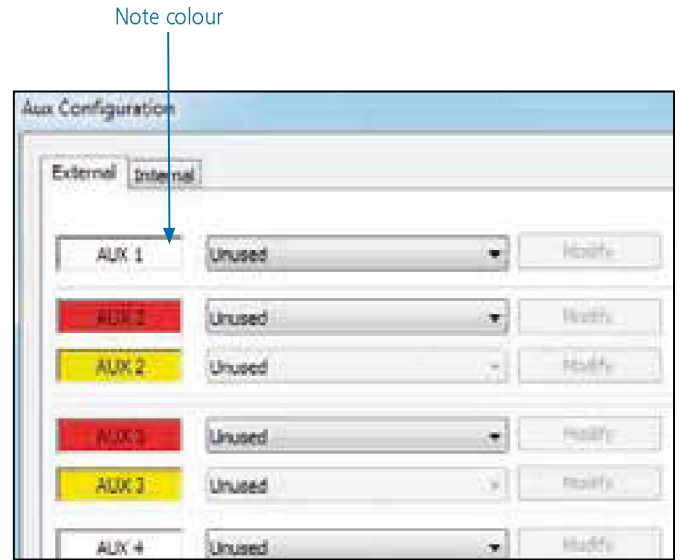 Note colour
Aux Configuration
External Internal
AUX 1 Unused Modify
AUX 2 Unused Modify
AUX 2 Unused Modify
AUX 3 Unused Modify
AUX 3 Unused Modify
AUX 4 Unused Modify